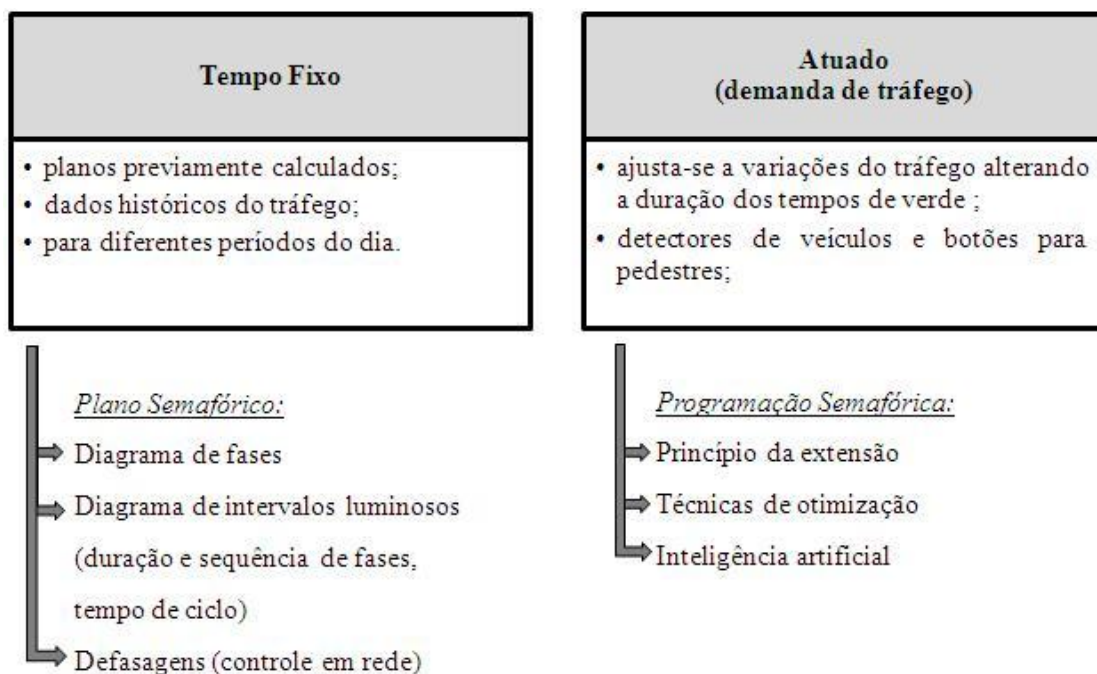 Tempo Fixo
• planos previamente calculados;
• dados históricos do tráfego;
• para diferentes períodos do dia.
Plano Semafórico:
Diagrama de fases
Diagrama de intervalos luminosos
(duração e sequência de fases,
tempo de ciclo)
Defasagens (controle em rede)
Atuado
(demanda de tráfego)
• ajusta-se a variações do tráfego alterando
a duração dos tempos de verde ;
• detectores de veículos e botões para
pedestres;
Programação Semafórica:
Princípio da extensão
Técnicas de otimização
Inteligência artificial